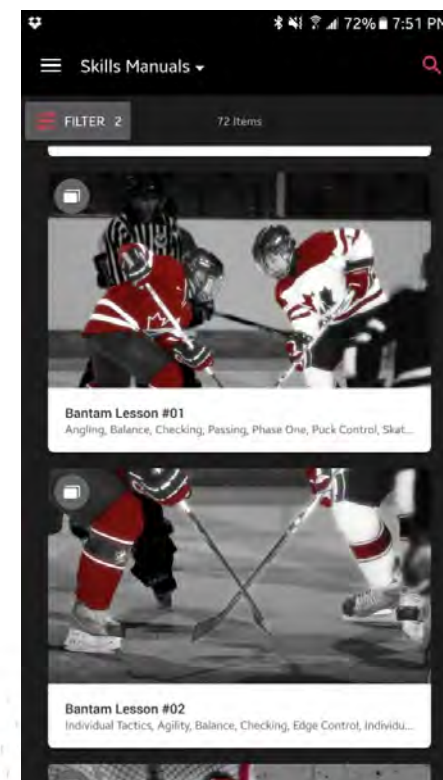 72% 7:51 PM
Skills Manuals
FILTER 2
72 Items
Bantam Lesson #01
Angling, Balance, Checking, Passing, Phase One, Puck Control, Skat...
Bantam Lesson #02
Individual Tactics, Agility, Balance, Checking, Edge Control, Individu...